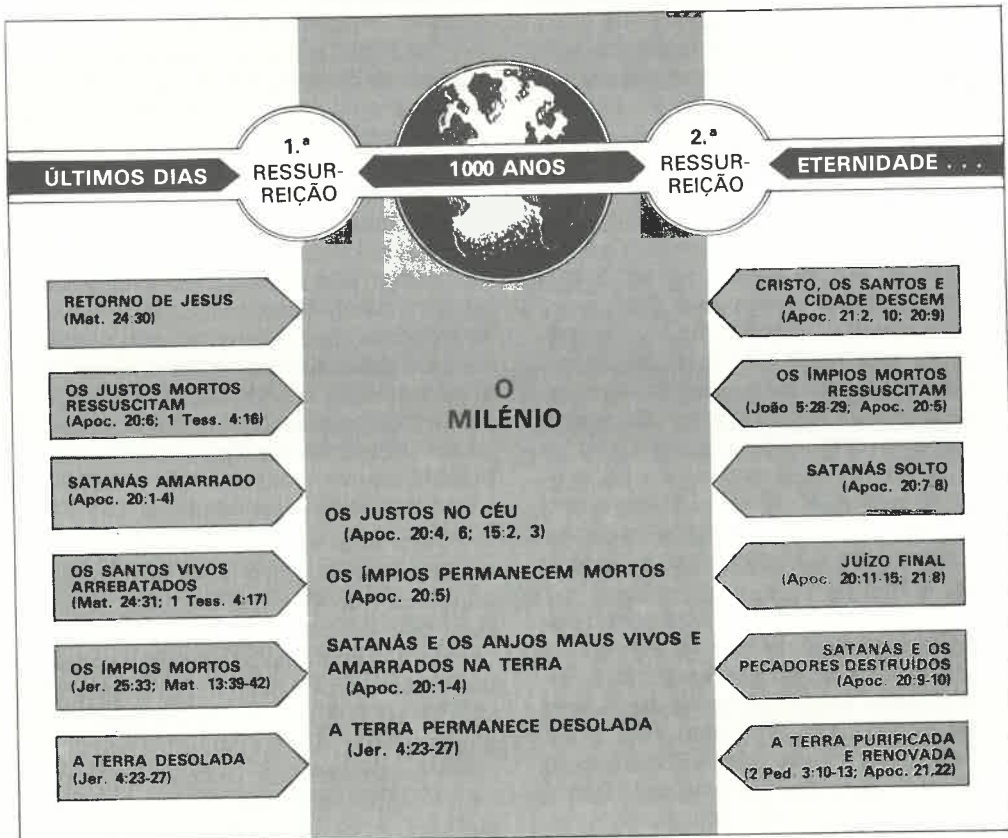 ÚLTIMOS DIAS
1.ª
RESSUR-
REIÇÃO
1000 ANOS
2.ª
RESSUR-
REIÇÃO
ETERNIDADE . . .
RETORNO DE JESUS
(Mat. 24:30)
OS JUSTOS MORTOS
RESSUSCITAM
(Apoc. 20:6; 1 Tess. 4:16)
SATANÁS AMARRADO
(Apoc. 20:1-4)
OS SANTOS VIVOS
ARREBATADOS
(Mat. 24:31; 1 Tess. 4:17)
OS ÍMPIOS MORTOS
(Jer. 25:33; Mat. 13:39-42)
A TERRA DESOLADA
(Jer. 4:23-27)
O
MILÉNIO
OS JUSTOS NO CÉU
(Apoc. 20:4, 6; 15:2, 3)
OS ÍMPIOS PERMANECEM MORTOS
(Apoc. 20:5)
SATANÁS E OS ANJOS MAUS VIVOS E
AMARRADOS NA TERRA
(Apoc. 20:1-4)
A TERRA PERMANECE DESOLADA
(Jer. 4:23-27)
CRISTO, OS SANTOS E
A CIDADE DESCEM
(Apoc. 21:2, 10; 20:9)
OS ÍMPIOS MORTOS
RESSUSCITAM
(João 5:28-29; Apoc. 20:5)
SATANÁS SOLTO
(Apoc. 20:7-8)
JUÍZO FINAL
(Apoc. 20:11-15; 21:8)
SATANÁS E OS
PECADORES DESTRUÍDOS
(Apoc. 20:9-10)
A TERRA PURIFICADA
E RENOVADA
(2 Ped. 3:10-13; Apoc. 21,22)